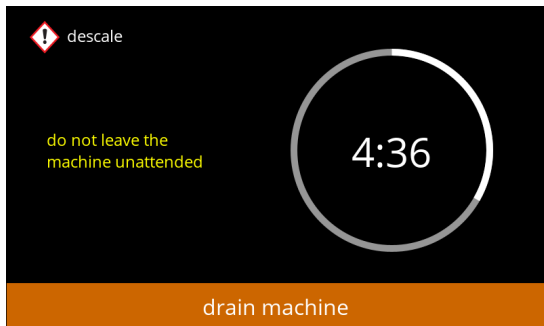 descale
do not leave the
machine unattended
4:36
drain machine